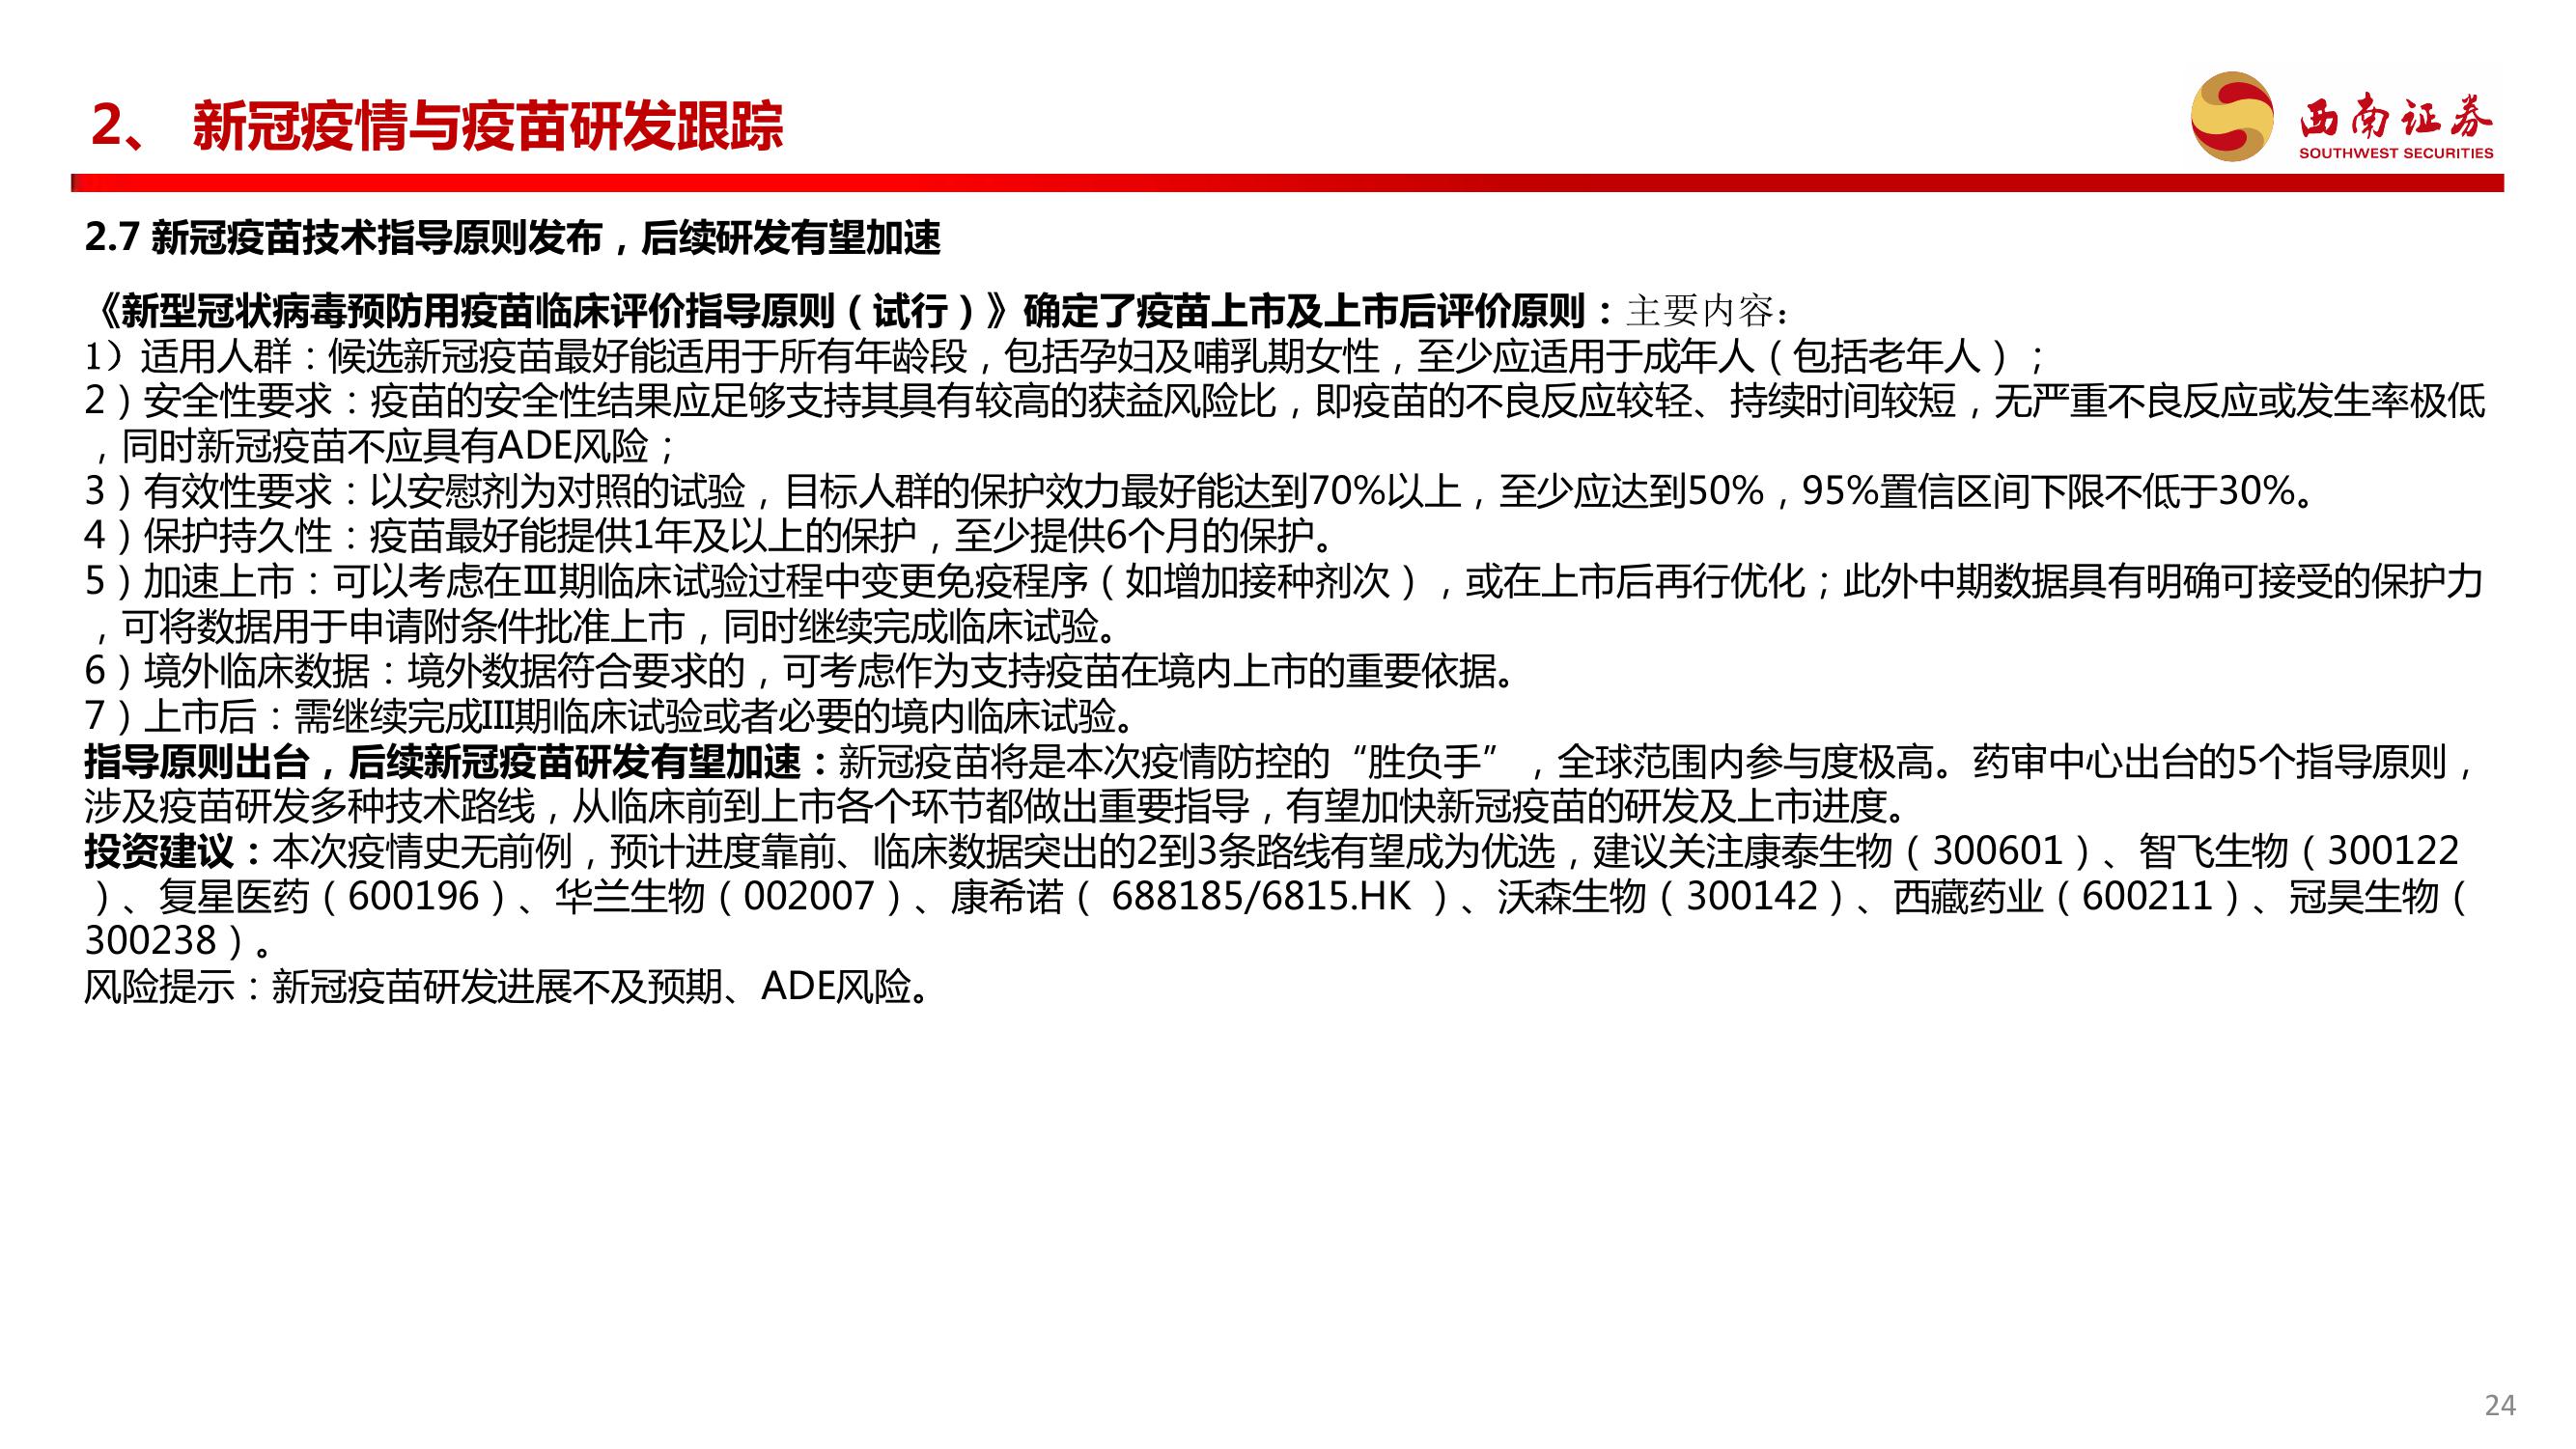 2、 新冠疫情与疫苗研发跟踪
西南证券
SOUTHWEST SECURITIES
2.7 新冠疫苗技术指导原则发布，后续研发有望加速
《新型冠状病毒预防用疫苗临床评价指导原则（试行）》确定了疫苗上市及上市后评价原则：主要内容：
1）适用人群：候选新冠疫苗最好能适用于所有年龄段，包括孕妇及哺乳期女性，至少应适用于成年人（包括老年人）；
2）安全性要求：疫苗的安全性结果应足够支持其具有较高的获益风险比，即疫苗的不良反应较轻、持续时间较短，无严重不良反应或发生率极低
，同时新冠疫苗不应具有ADE风险；
3）有效性要求：以安慰剂为对照的试验，目标人群的保护效力最好能达到70%以上，至少应达到50%，95%置信区间下限不低于30%。
4）保护持久性：疫苗最好能提供1年及以上的保护，至少提供6个月的保护。
5）加速上市：可以考虑在Ⅲ期临床试验过程中变更免疫程序（如增加接种剂次），或在上市后再行优化；此外中期数据具有明确可接受的保护力
，可将数据用于申请附条件批准上市，同时继续完成临床试验。
6）境外临床数据：境外数据符合要求的，可考虑作为支持疫苗在境内上市的重要依据。
7）上市后：需继续完成III期临床试验或者必要的境内临床试验。
指导原则出台，后续新冠疫苗研发有望加速：新冠疫苗将是本次疫情防控的“胜负手”，全球范围内参与度极高。药审中心出台的5个指导原则，
涉及疫苗研发多种技术路线，从临床前到上市各个环节都做出重要指导，有望加快新冠疫苗的研发及上市进度。
投资建议：本次疫情史无前例，预计进度靠前、临床数据突出的2到3条路线有望成为优选，建议关注康泰生物（300601）、智飞生物（300122
）、复星医药（600196）、华兰生物（002007）、康希诺（ 688185/6815.HK ）、沃森生物（300142）、西藏药业（600211）、冠昊生物（
300238）。
风险提示：新冠疫苗研发进展不及预期、ADE风险。
24